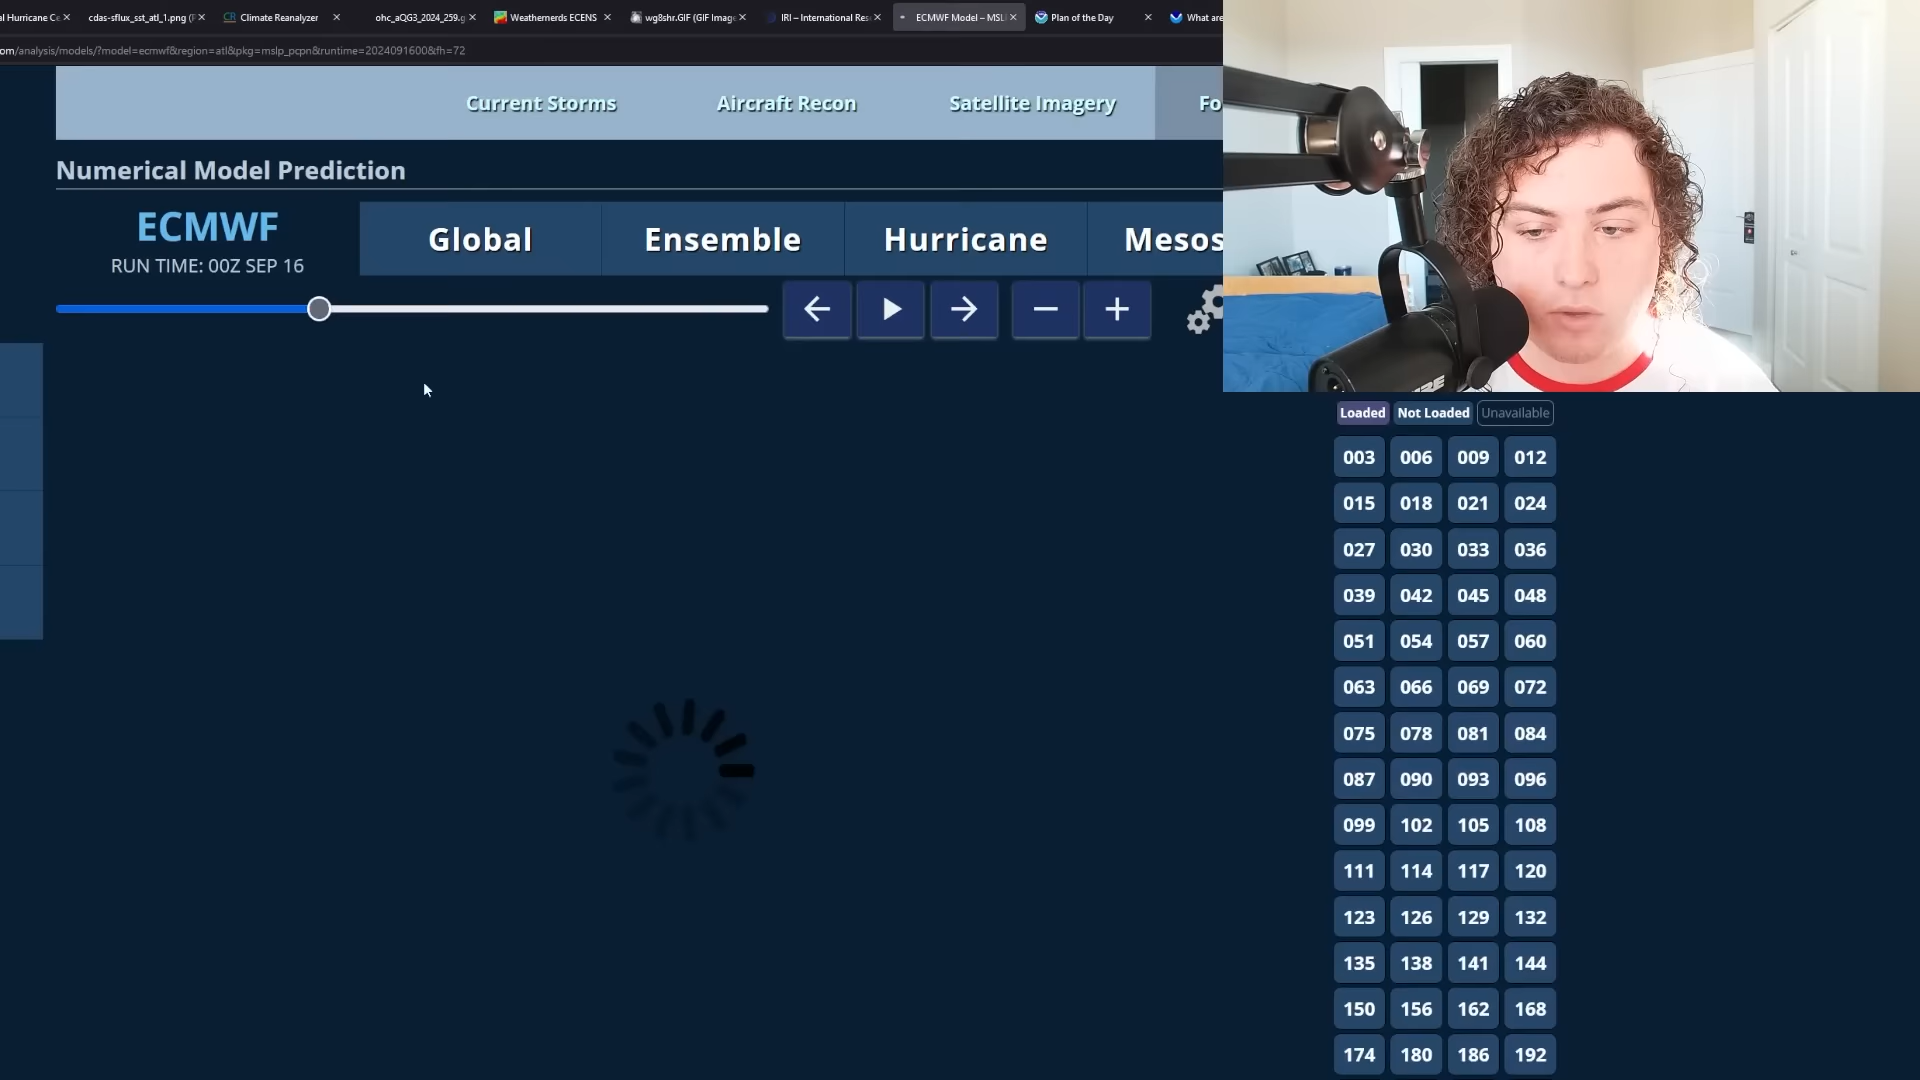 al Hurricane Ce
cdas-sflux_sst_atl_1.png (P
CR Climate Reanalyzer
ohc_aQG3_2024_259.g
Weathernerds ECENS
wg8shr.GIF (GIF Image
IRI – International Res
ECMWF Model – MSL
Plan of the Day
What are
om/analysis/models/?model=ecmwf&region=atl&pkg=mslp_pcpn&runtime=2024091600&fh=72
Current Storms
Aircraft Recon
Satellite Imagery
Fo
Numerical Model Prediction
ECMWF
RUN TIME: 00Z SEP 16
Global
Ensemble
Hurricane
Mesos
Loaded Not Loaded Unavailable
003 006 009 012
015 018 021 024
027 030 033 036
039 042 045 048
051 054 057 060
063 066 069 072
075 078 081 084
087 090 093 096
099 102 105 108
111 114 117 120
123 126 129 132
135 138 141 144
150 156 162 168
174 180 186 192